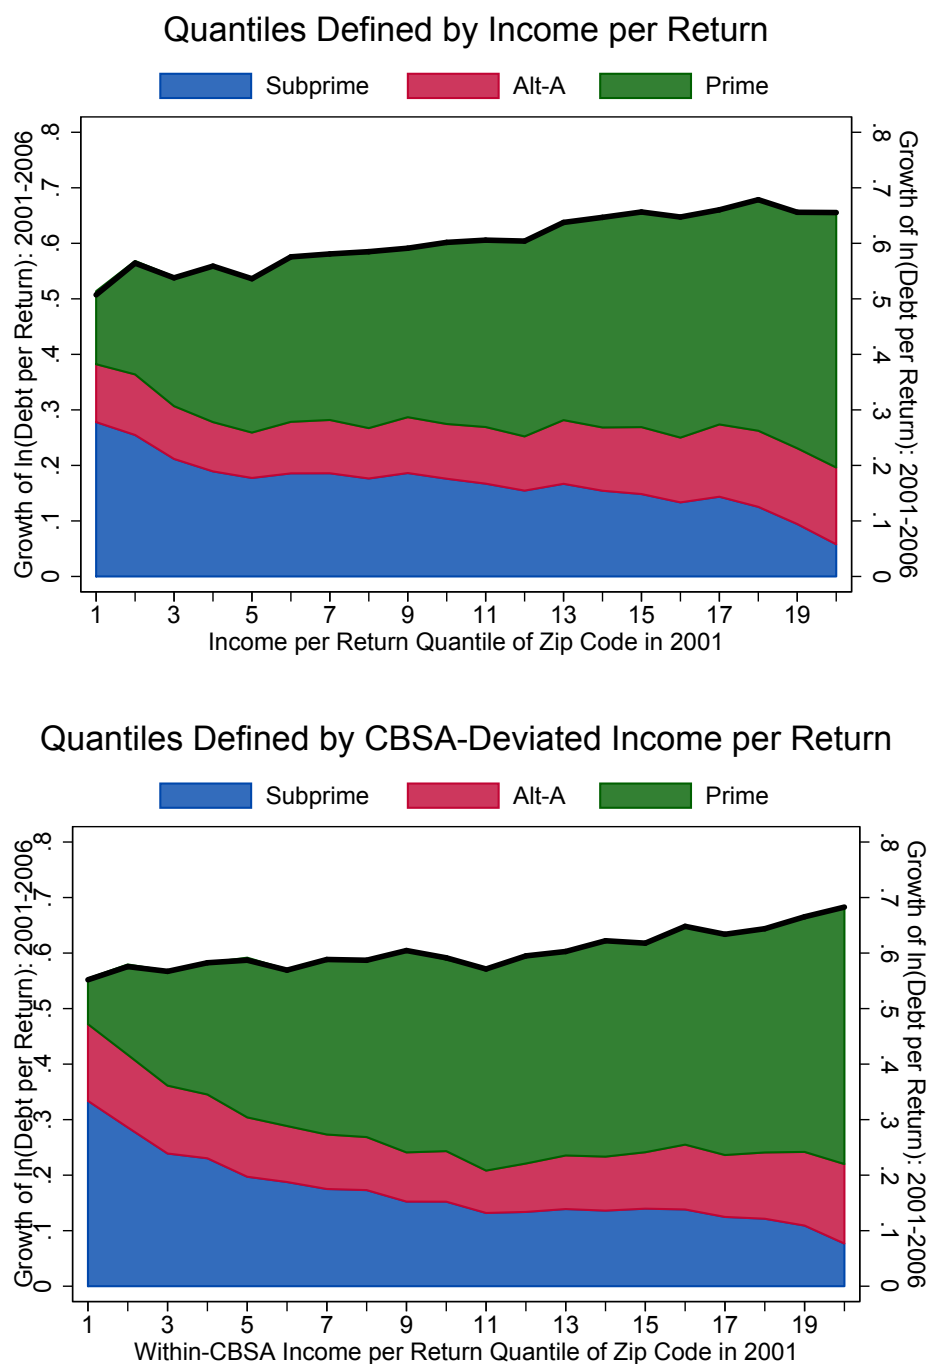 Quantiles Defined by Income per Return
Subprime Alt-A Prime
Growth of ln(Debt per Return): 2001-2006
0 .1 .2 .3 .4 .5 .6 .7 .8
0 .1 .2 .3 .4 .5 .6 .7 .8
Growth of ln(Debt per Return): 2001-2006
1 3 5 7 9 11 13 15 17 19
Income per Return Quantile of Zip Code in 2001
Quantiles Defined by CBSA-Deviated Income per Return
Subprime Alt-A Prime
Growth of ln(Debt per Return): 2001-2006
0 .1 .2 .3 .4 .5 .6 .7 .8
0 .1 .2 .3 .4 .5 .6 .7 .8
Growth of ln(Debt per Return): 2001-2006
1 3 5 7 9 11 13 15 17 19
Within-CBSA Income per Return Quantile of Zip Code in 2001